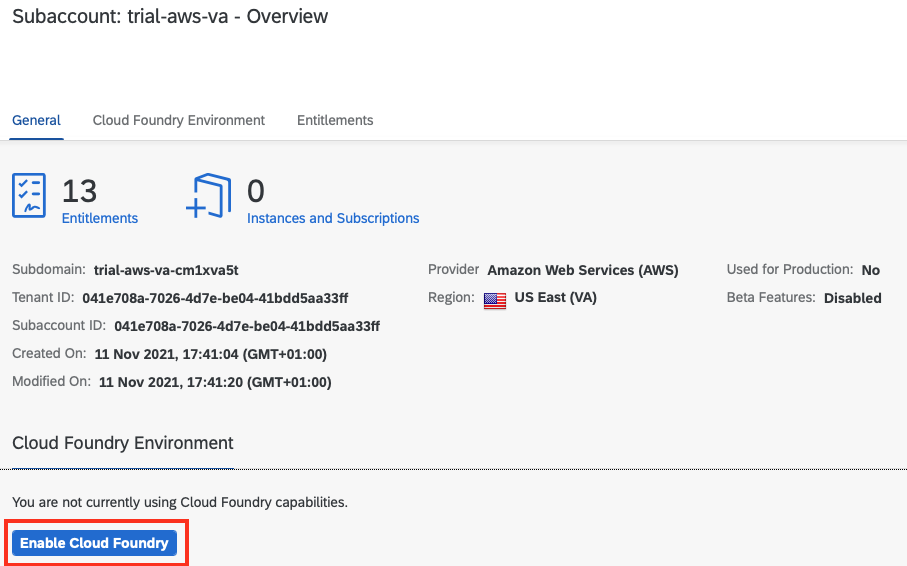 Subaccount: trial-aws-va - Overview
General Cloud Foundry Environment Entitlements
13 0
Entitlements Instances and Subscriptions
Subdomain: trial-aws-va-cm1xva5t Provider Amazon Web Services (AWS) Used for Production: No
Tenant ID: 041e708a-7026-4d7e-be04-41bdd5aa33ff Region: US East (VA) Beta Features: Disabled
Subaccount ID: 041e708a-7026-4d7e-be04-41bdd5aa33ff
Created On: 11 Nov 2021, 17:41:04 (GMT+01:00)
Modified On: 11 Nov 2021, 17:41:20 (GMT+01:00)
Cloud Foundry Environment
You are not currently using Cloud Foundry capabilities.
Enable Cloud Foundry